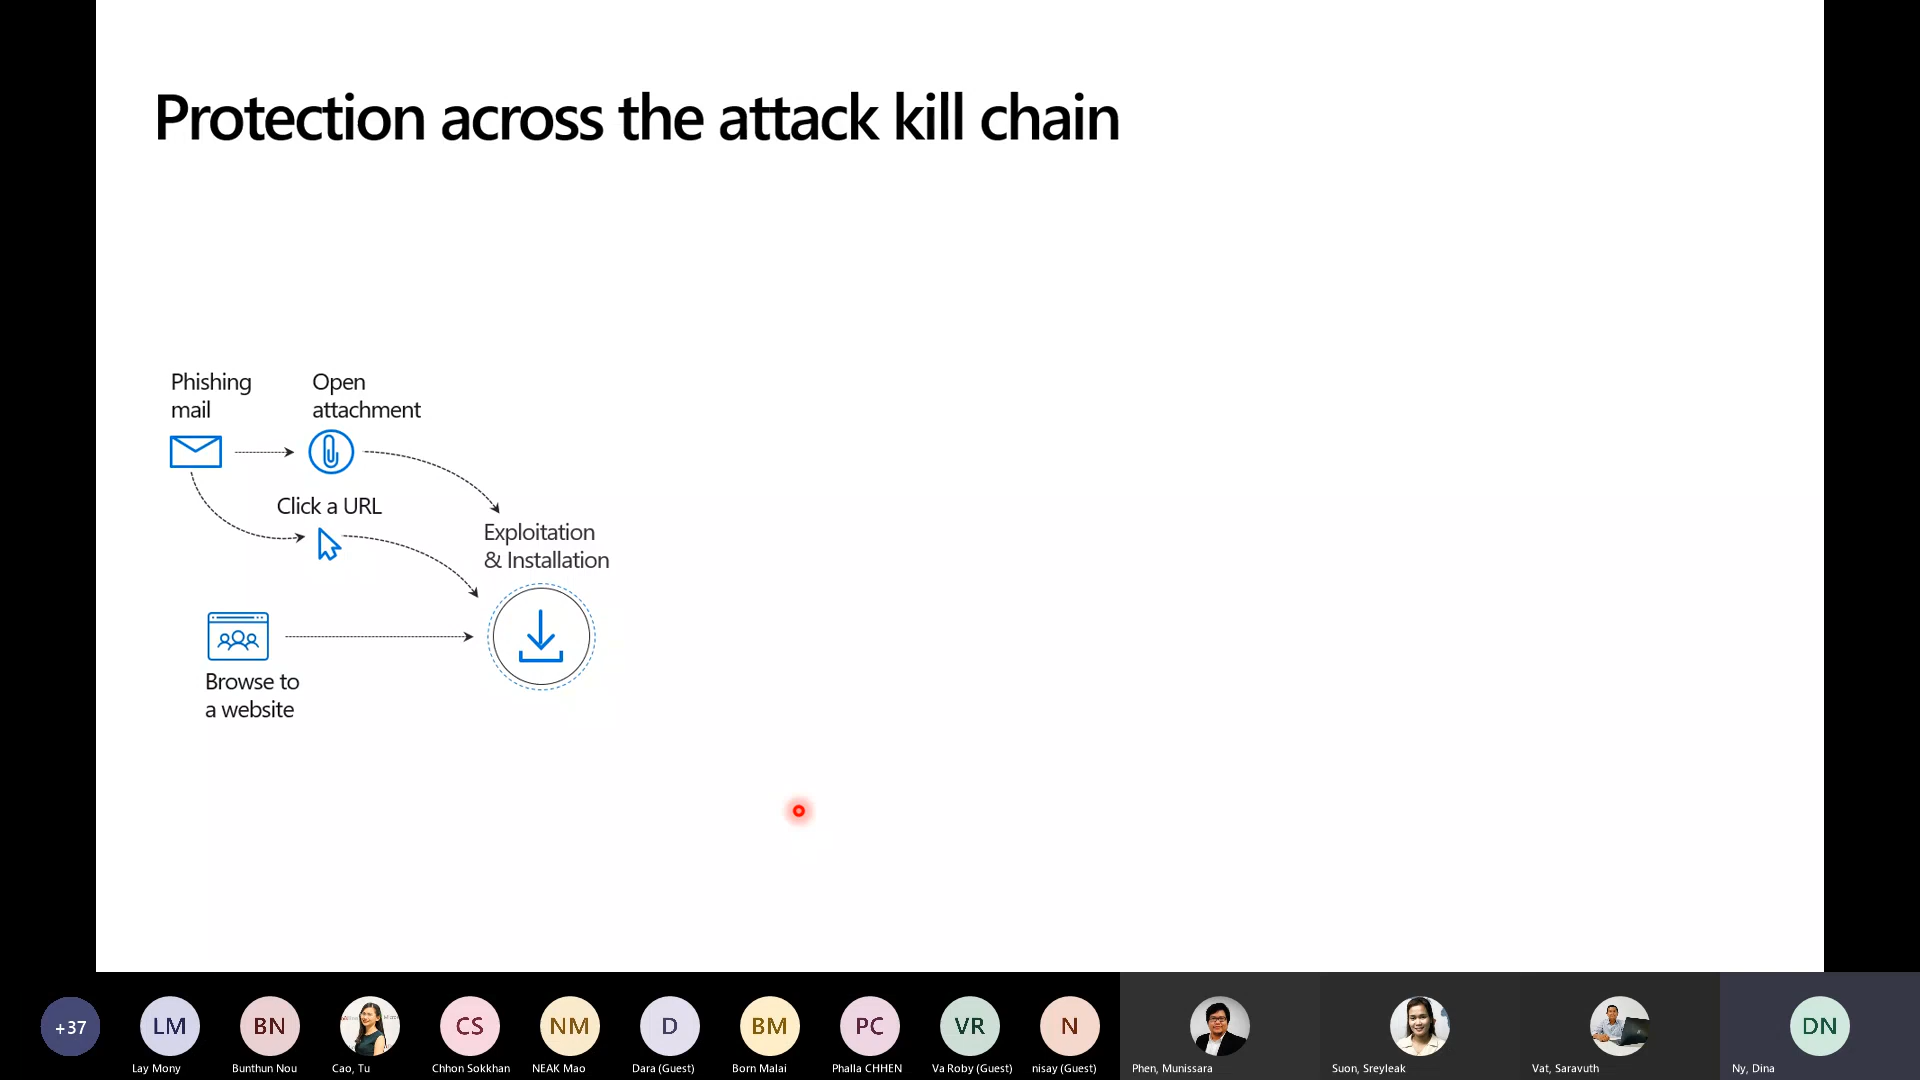 Protection across the attack kill chain
Phishing
mail
Open
attachment
Click a URL
Exploitation
& Installation
Browse to
a website
+37
LM
BN
CS
NM
D
BM
PC
VR
N
DN
Lay Mony
Bunthun Nou
Cao, Tu
Chhon Sokkhan
NEAK Mao
Dara (Guest)
Born Malai
Phalla CHHEN
Va Roby (Guest)
nisay (Guest)
Phen, Munissara
Suon, Sreyleak
Vat, Saravuth
Ny, Dina